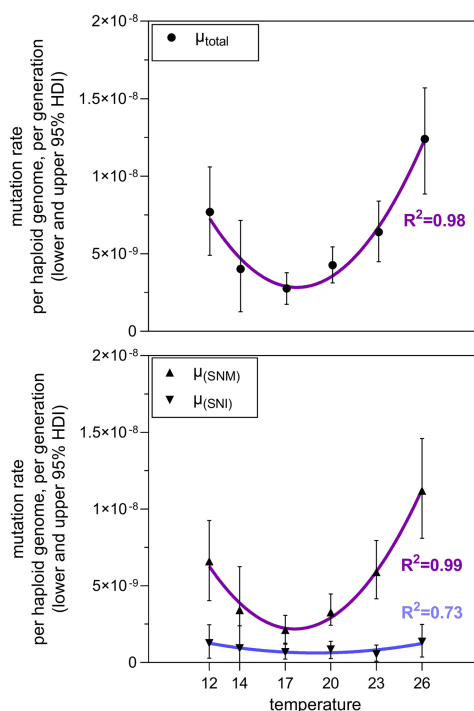 2×10⁻⁸
1.5×10⁻⁸
1×10⁻⁸
5×10⁻⁹
0
mutation rate
per haploid genome, per generation
(lower and upper 95% HDI)
μtotal
R²=0.98
2×10⁻⁸
1.5×10⁻⁸
1×10⁻⁸
5×10⁻⁹
0
mutation rate
per haploid genome, per generation
(lower and upper 95% HDI)
μ(SNM)
μ(SNI)
R²=0.99
R²=0.73
12 14 17 20 23 26
temperature